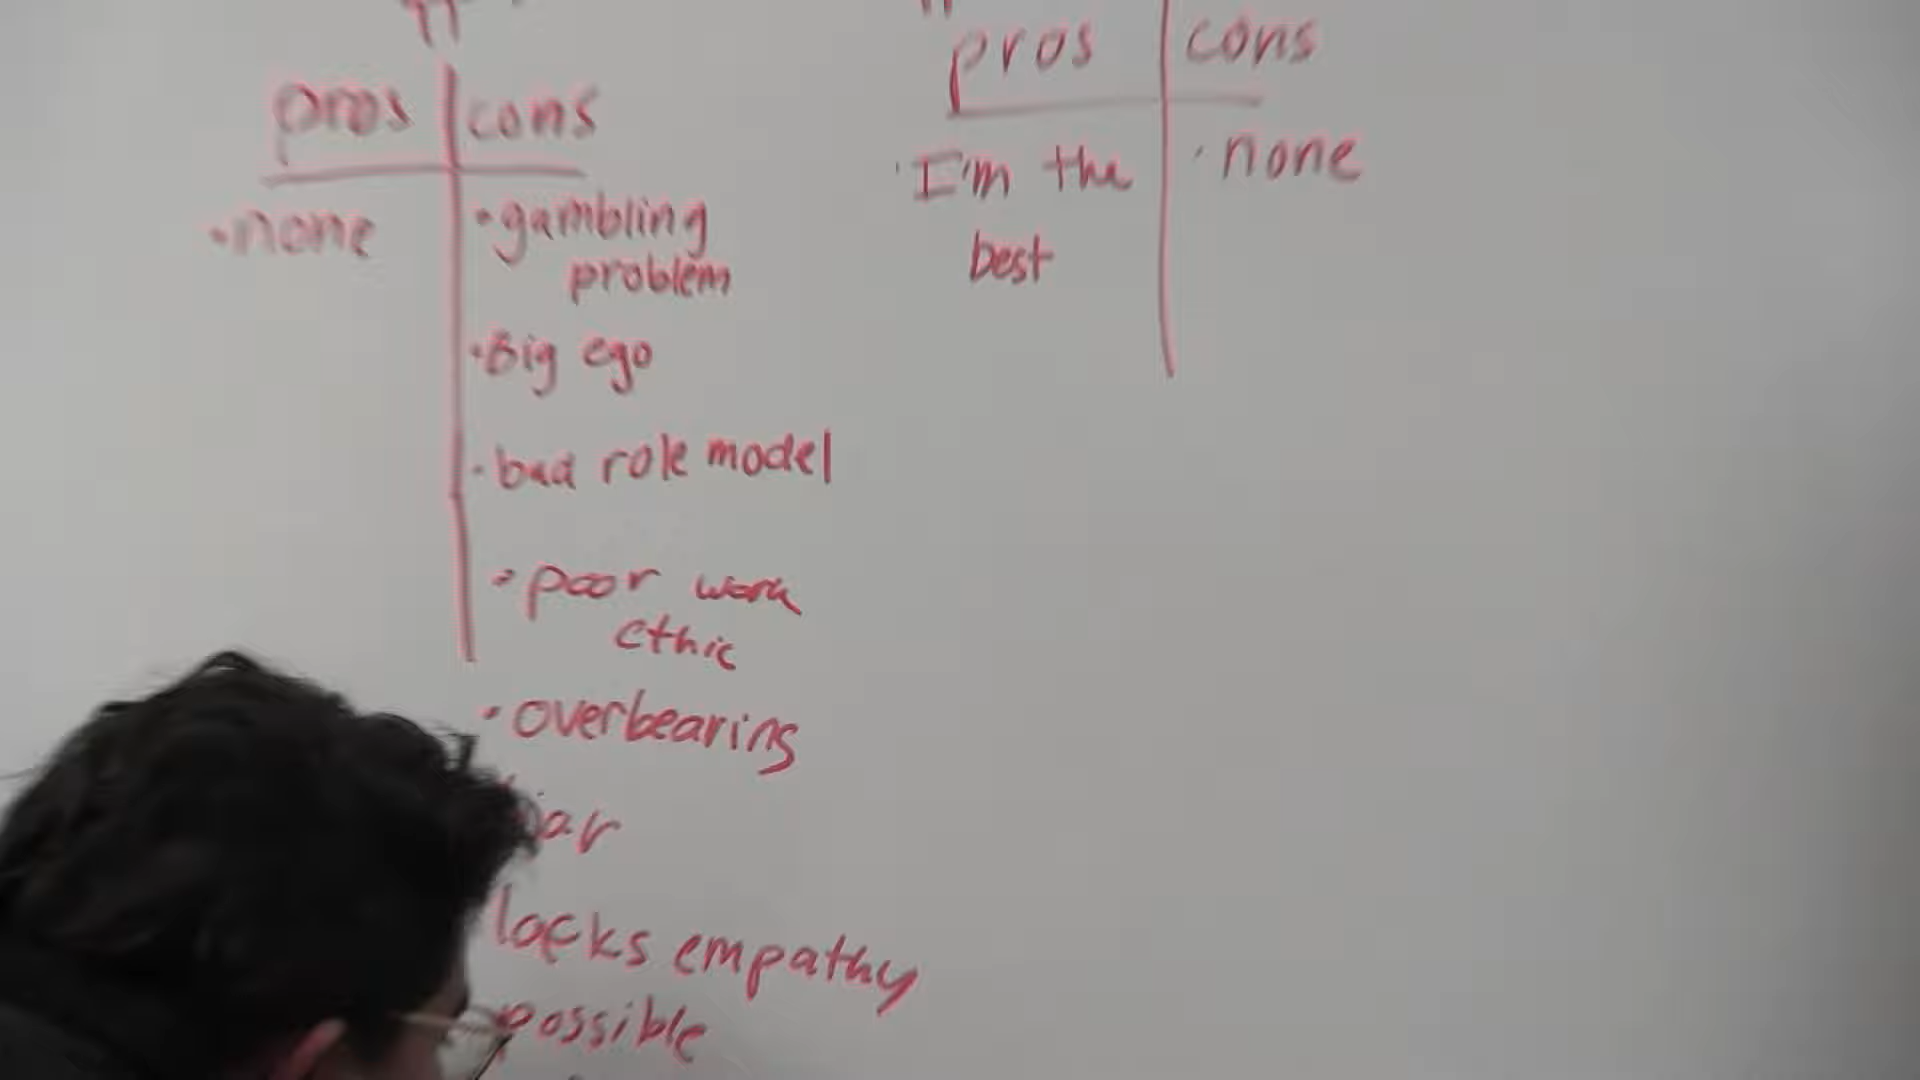 pros cons
• none
• gambling
problem
• Big ego
• bad role model
• poor work
ethic
• overbearing
lacks empathy
possible
pros cons
• I'm the
best
• none